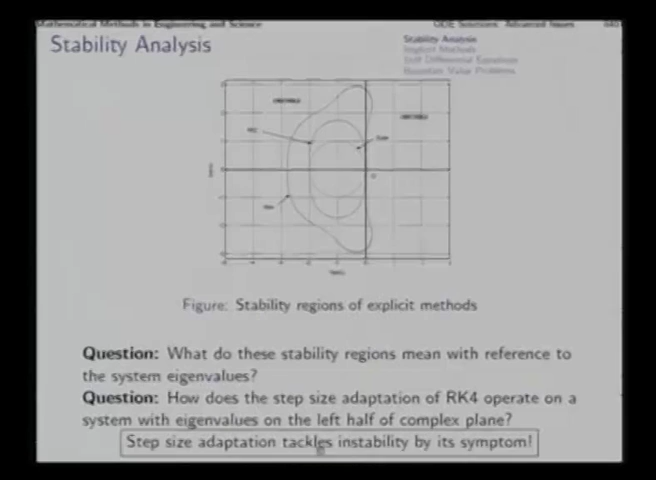 Mathematical Methods in Engineering and Science
ODE Solutions: Advanced Issues
Stability Analysis
Stability Analysis
Implicit Methods
Stiff Differential Equations
Boundary Value Problems
UNSTABLE
UNSTABLE
Figure: Stability regions of explicit methods
Question: What do these stability regions mean with reference to
the system eigenvalues?
Question: How does the step size adaptation of RK4 operate on a
system with eigenvalues on the left half of complex plane?
Step size adaptation tackles instability by its symptom!